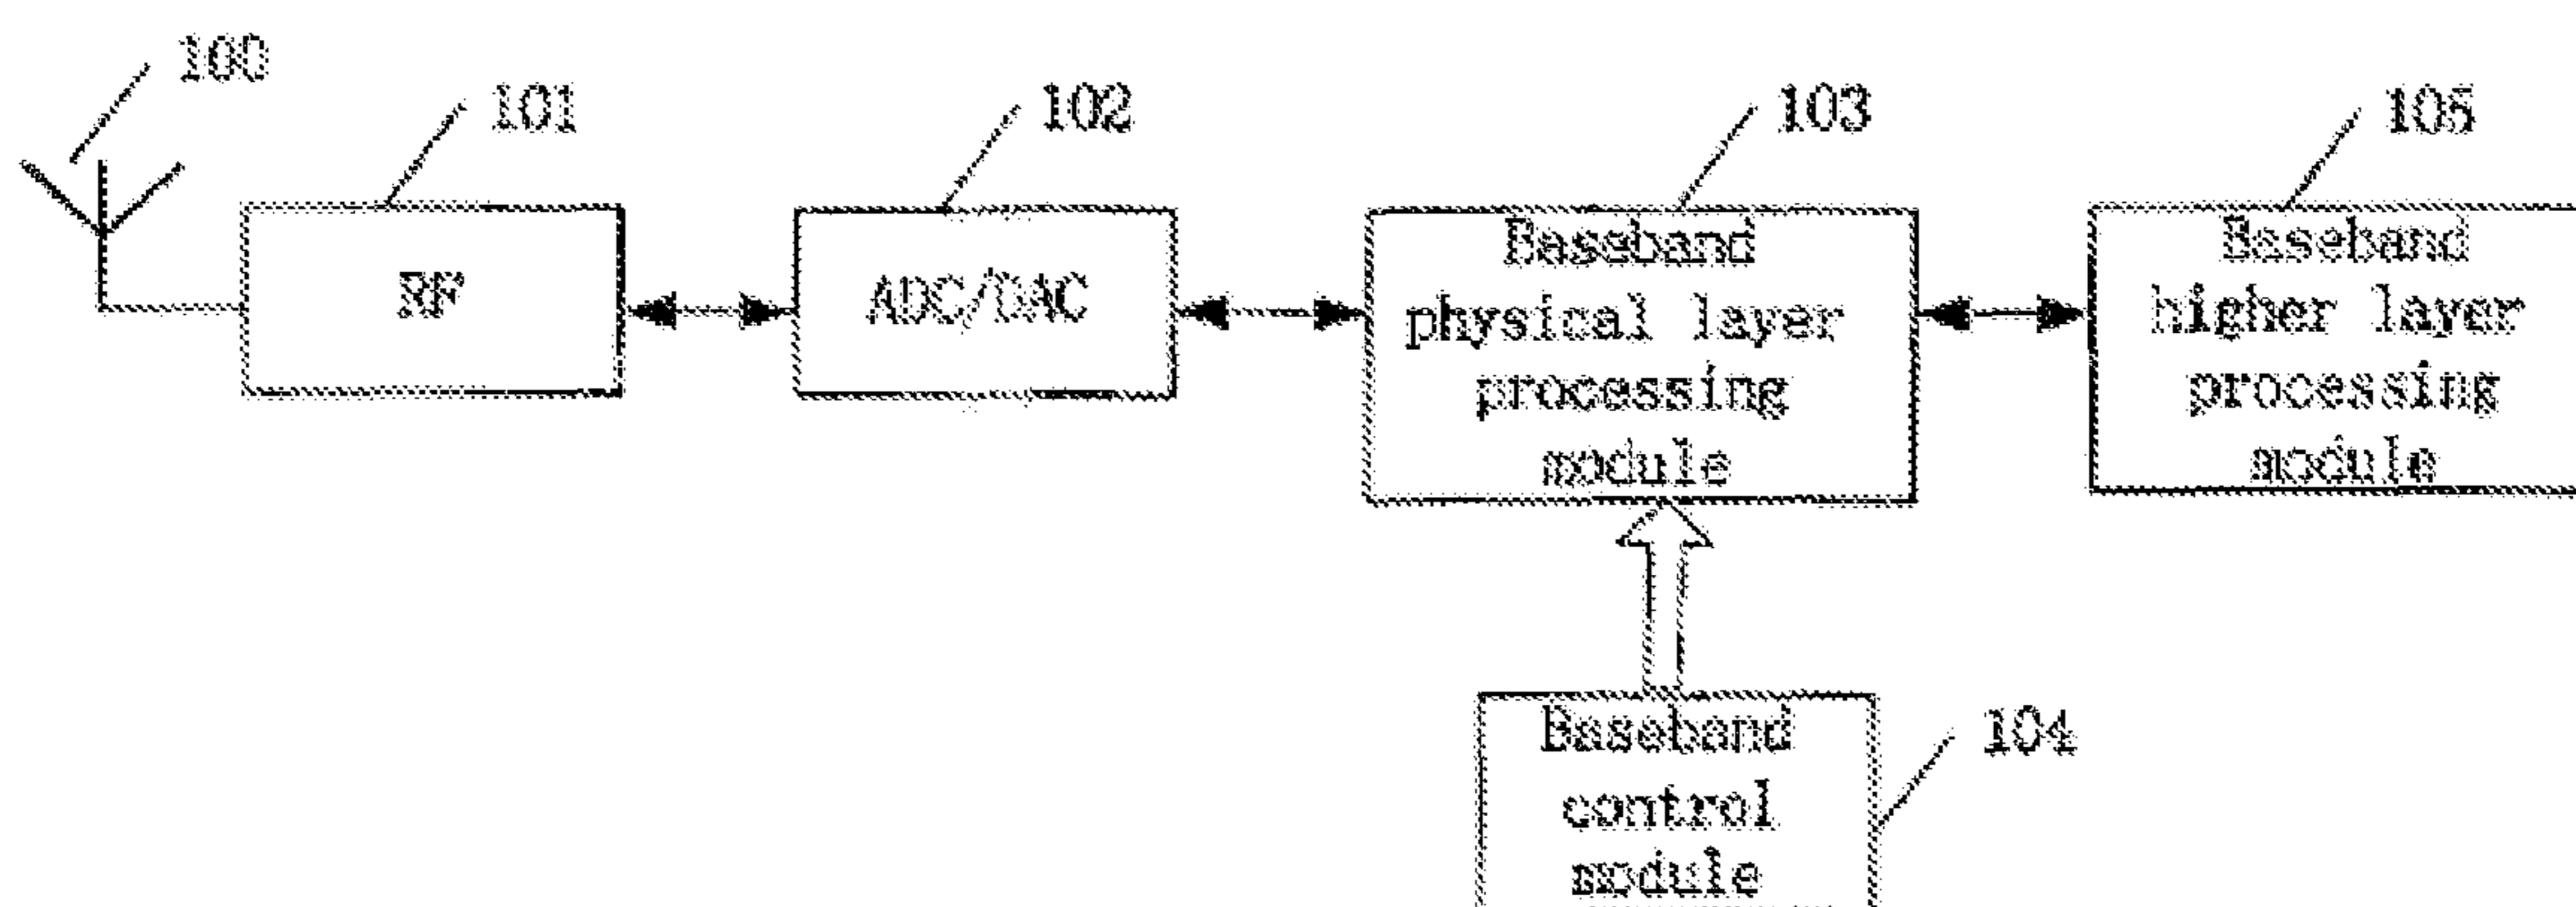 100
101
102
103
105
RF
ADC/DAC
Baseband
physical layer
processing
module
Baseband
higher layer
processing
module
Baseband
control
module
104